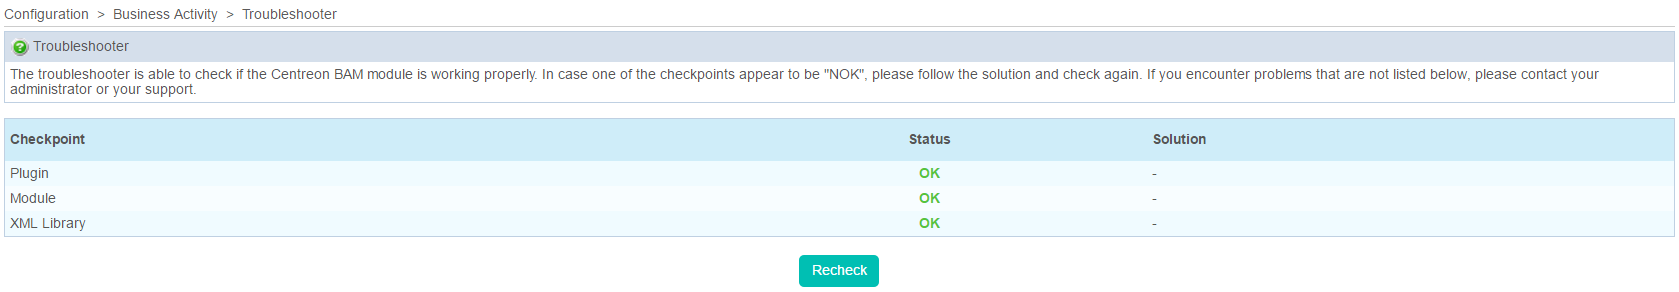 Configuration > Business Activity > Troubleshooter
Troubleshooter
The troubleshooter is able to check if the Centreon BAM module is working properly. In case one of the checkpoints appear to be "NOK", please follow the solution and check again. If you encounter problems that are not listed below, please contact your
administrator or your support.
Checkpoint Status Solution
Plugin OK -
Module OK -
XML Library OK -
Recheck